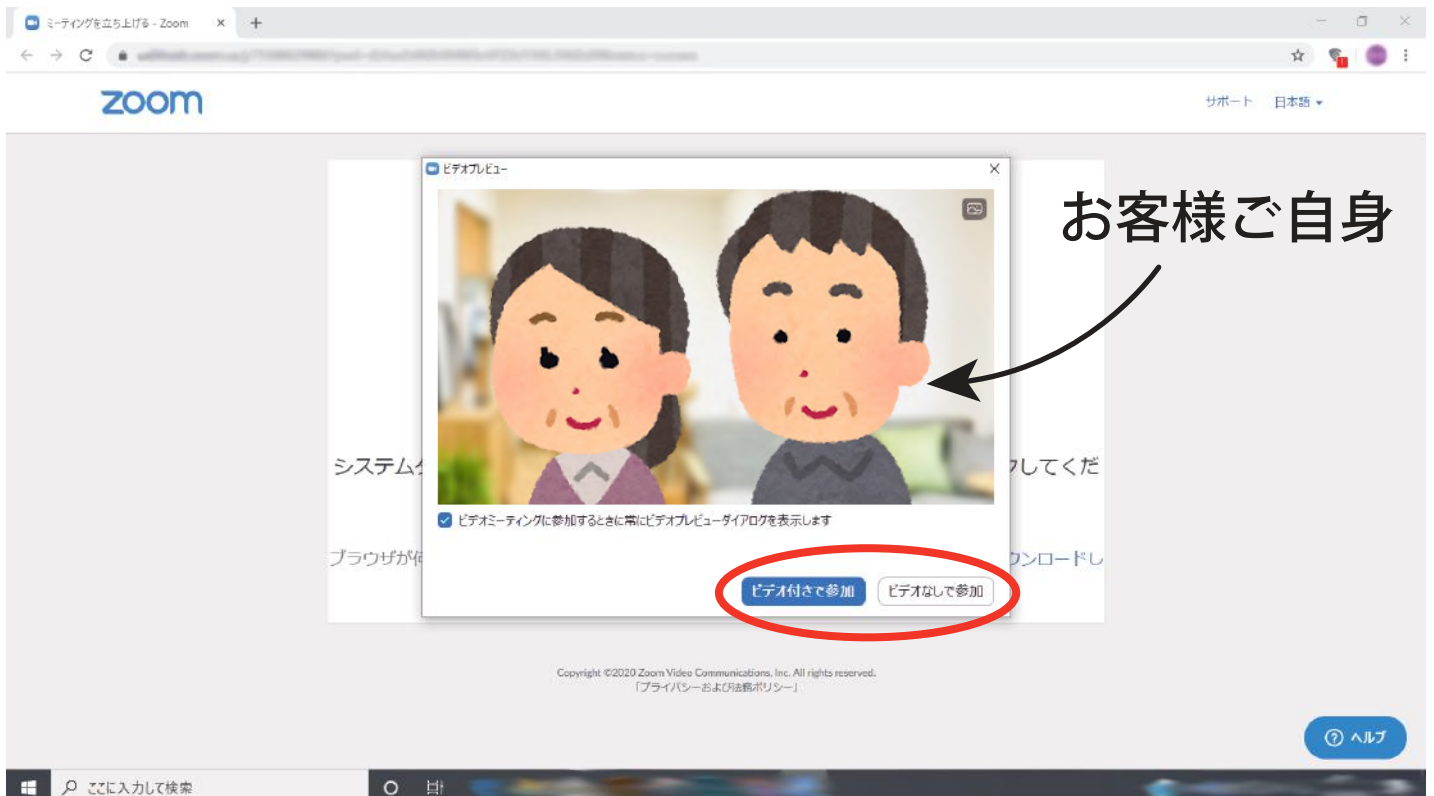 ミーティングを立ち上げる - Zoom
zoom
サポート 日本語
ビデオプレビュー
お客様ご自身
システム
クしてくだ
ビデオミーティングに参加するときに常にビデオプレビューダイアログを表示します
ブラウザが
ウンロードし
ビデオ付きで参加 ビデオなしで参加
Copyright ©2020 Zoom Video Communications, Inc. All rights reserved.
「プライバシーおよび法務ポリシー」
ヘルプ
ここに入力して検索